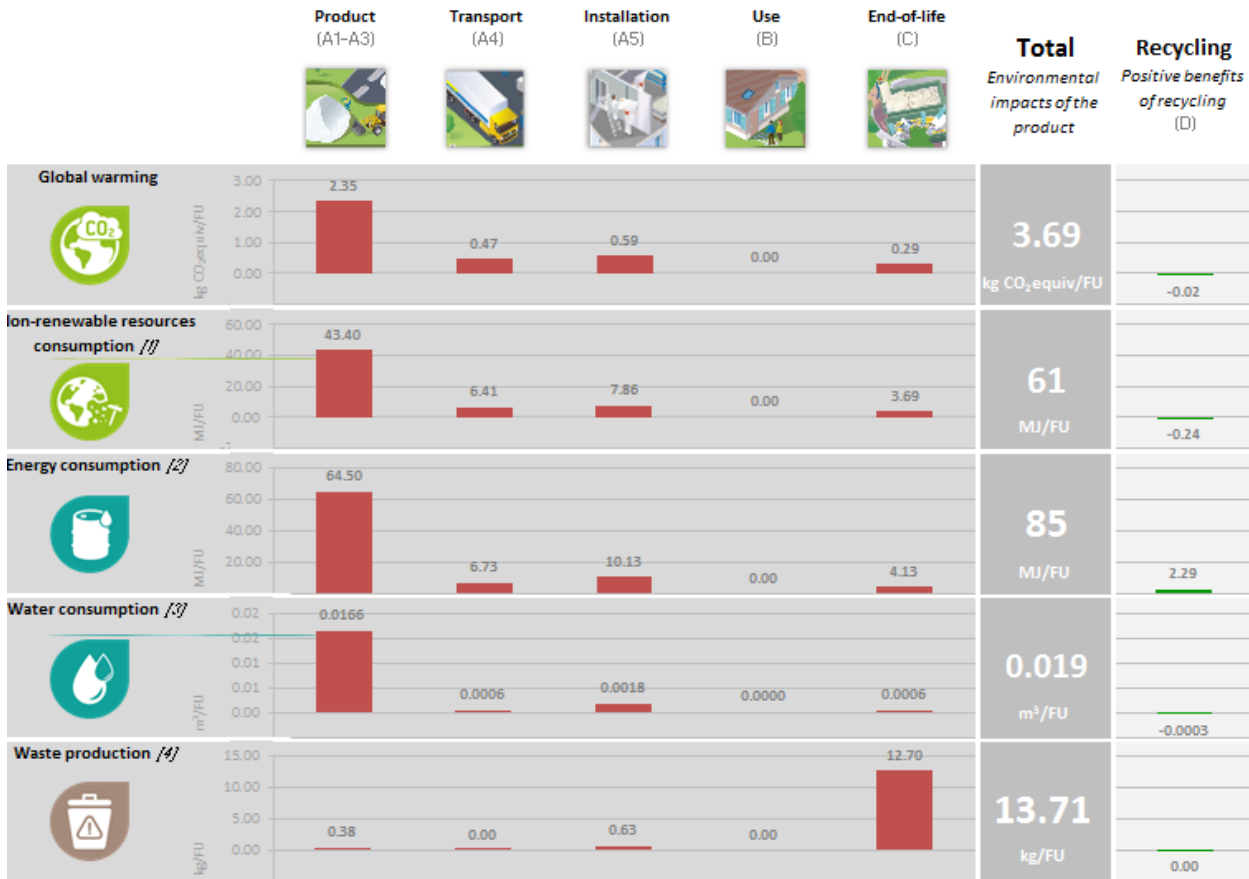 Product
(A1-A3)
Transport
(A4)
Installation
(A5)
Use
(B)
End-of-life
(C)
Total
Environmental
impacts of the
product
Recycling
Positive benefits
of recycling
(D)
Global warming
CO₂
kg CO₂equiv/FU
3.00
2.00
1.00
0.00
2.35
0.47
0.59
0.00
0.29
3.69
kg CO₂equiv/FU
-0.02
on-renewable resources
consumption [1]
MJ/FU
60.00
40.00
20.00
0.00
43.40
6.41
7.86
0.00
3.69
61
MJ/FU
-0.24
Energy consumption [2]
MJ/FU
80.00
60.00
40.00
20.00
64.50
6.73
10.13
0.00
4.13
85
MJ/FU
2.29
Water consumption [3]
m³/FU
0.02
0.02
0.01
0.01
0.00
0.0166
0.0006
0.0018
0.0000
0.0006
0.019
m³/FU
-0.0003
Waste production [4]
kg/FU
15.00
10.00
5.00
0.00
0.38
0.00
0.63
0.00
12.70
13.71
kg/FU
0.00